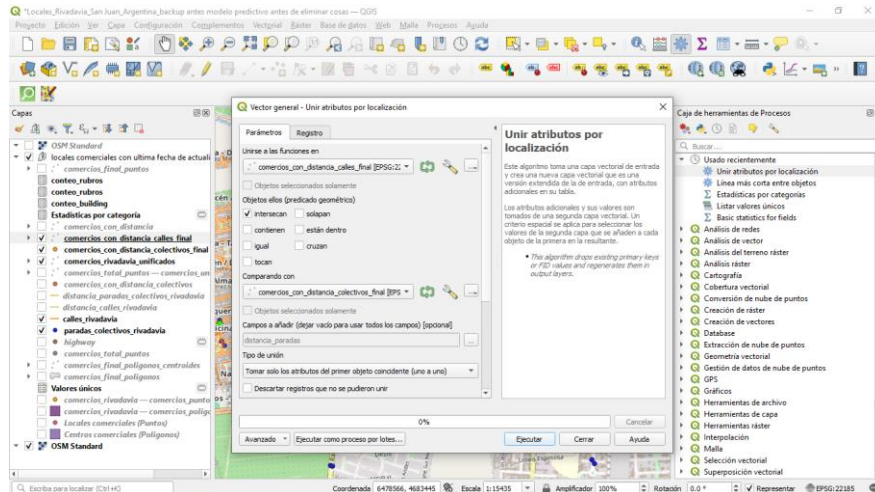 *Locales_Rivadavia_San Juan_Argentina_backup antes modelo predictivo antes de eliminar cosas — QGIS
Proyecto Edición Ver Capa Configuración Complementos Vectorial Ráster Base de datos Web Malla Procesos Ayuda
Capas
OSM Standard
locales comerciales con ultima fecha de actuali
comercios_final_puntos
conteo_rubros
conteo_rubros
conteo_building
Estadísticas por categoría
comercios_con_distancia
comercios_con_distancia_calles_final
comercios_con_distancia_colectivos_final
comercios_rivadavia_unificados
comercios_total_puntos — comercios_un
comercios_con_distancia_colectivos
distancia_paradas_colectivos_rivadavia
distancia_calles_rivadavia
calles_rivadavia
paradas_colectivos_rivadavia
highway
comercios_total_puntos
comercios_final_poligonos_centroides
comercios_final_poligonos
Valores únicos
comercios_rivadavia — comercios_punto
comercios_rivadavia — comercios_políg
Locales comerciales (Puntos)
Centros comerciales (Polígonos)
OSM Standard
Vector general - Unir atributos por localización
Parámetros Registro
Unirse a las funciones en
comercios_con_distancia_calles_final [EPSG:22
Objetos seleccionados solamente
Objetos ellos (predicado geométrico)
intersecan solapan
contienen están dentro
igual cruzan
tocan
Comparando con
comercios_con_distancia_colectivos_final [EPS
Objetos seleccionados solamente
Campos a añadir (dejar vacío para usar todos los campos) [opcional]
distancia_paradas
...
Tipo de unión
Tomar solo los atributos del primer objeto coincidente (uno a uno)
Descartar registros que no se pudieron unir
0%
Cancelar
Avanzado Ejecutar como proceso por lotes... Ejecutar Cerrar Ayuda
Unir atributos por
localización
Este algoritmo toma una capa vectorial de entrada
y crea una nueva capa vectorial que es una
versión extendida de la de entrada, con atributos
adicionales en su tabla.
Los atributos adicionales y sus valores son
tomados de una segunda capa vectorial. Un
criterio espacial se aplica para seleccionar los
valores de la segunda capa que se añaden a cada
objeto de la primera en la resultante.
This algorithm drops existing primary keys
or FID values and regenerates them in
output layers.
Caja de herramientas de Procesos
Buscar...
Usado recientemente
Unir atributos por localización
Línea más corta entre objetos
Estadísticas por categorías
Listar valores únicos
Basic statistics for fields
Análisis de redes
Análisis de vector
Análisis del terreno ráster
Análisis ráster
Cartografía
Cobertura vectorial
Conversión de nube de puntos
Creación de ráster
Creación de vectores
Database
Extracción de nube de puntos
Geometría vectorial
Gestión de datos de nube de puntos
GPS
Gráficos
Herramientas de archivo
Herramientas de capa
Herramientas ráster
Interpolación
Malla
Selección vectorial
Superposición vectorial
Escriba para localizar (Ctrl+K)
Coordenada 6478566, 4683445 Escala 1:15435 Amplificador 100% Rotación 0.0 ° Representar EPSG:22185